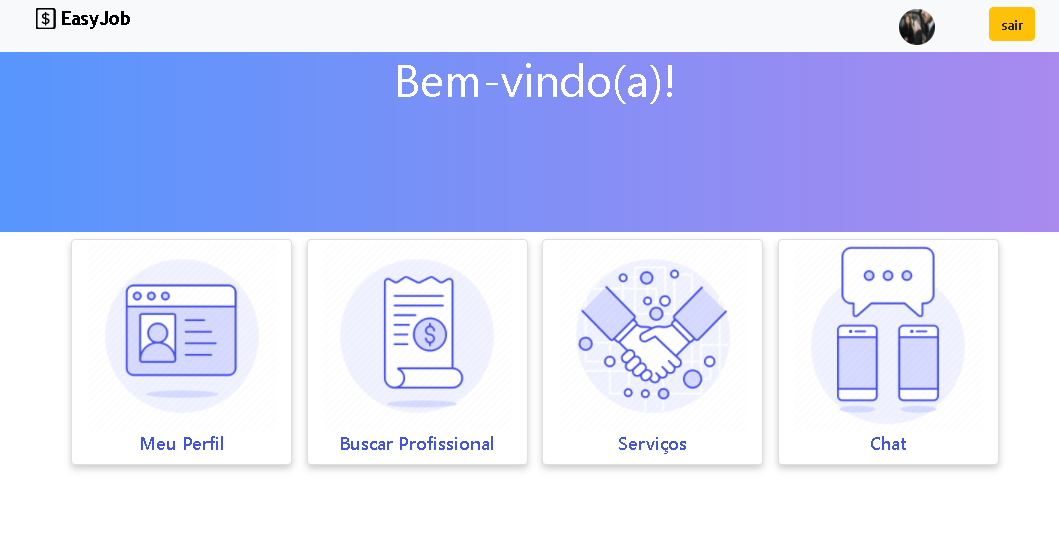 $ EasyJob
sair
Bem-vindo(a)!
$
Meu Perfil
Buscar Profissional
Serviços
Chat